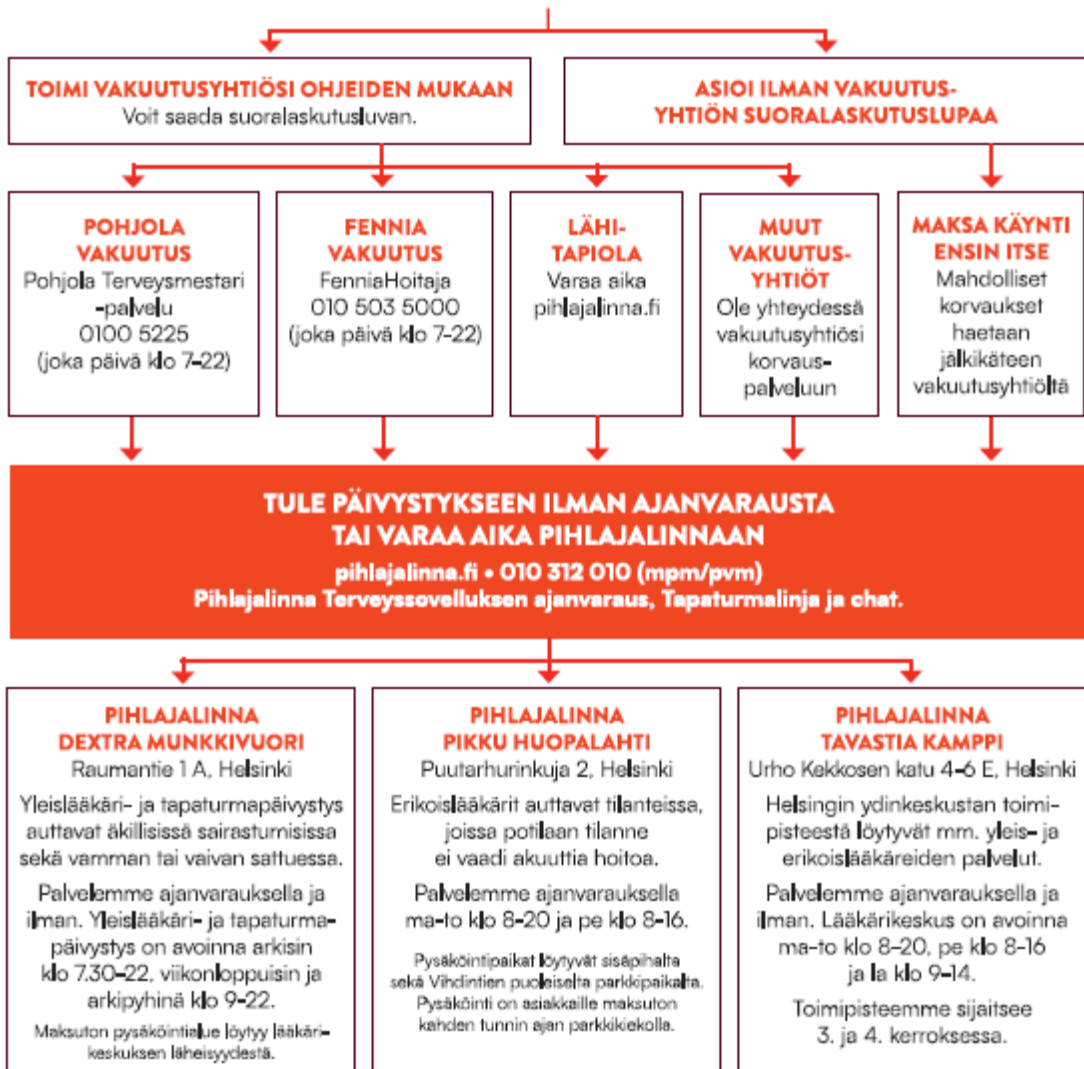 TOIMI VAKUUTUSYHTIÖSI OHJEIDEN MUKAAN
Voit saada suoralaskutusluvan.
ASIOI ILMAN VAKUUTUS-
YHTIÖN SUORALASKUTUSLUPAA
POHJOLA
VAKUUTUS
Pohjola Terveysmestari
-palvelu
0100 5225
(joka päivä klo 7–22)
FENNIA
VAKUUTUS
FenniaHoitaja
010 503 5000
(joka päivä klo 7–22)
LÄHI-
TAPIOLA
Varaa aika
pihlajalinna.fi
MUUT
VAKUUTUS-
YHTIÖT
Ole yhteydessä
vakuutusyhtiösi
korvaus-
palveluun
MAKSA KÄYNTI
ENSIN ITSE
Mahdolliset
korvaukset
haetaan
jälkikäteen
vakuutusyhtiöltä
TULE PÄIVYSTYKSEEN ILMAN AJANVARAUSTA
TAI VARAA AIKA PIHLAJALINNAAN
pihlajalinna.fi • 010 312 010 (mpm/pvm)
Pihlajalinna Terveyssovelluksen ajanvaraus, Tapaturmalinja ja chat.
PIHLAJALINNA
DEXTRA MUNKKIVUORI
Raumantie 1 A, Helsinki
Yleislääkäri- ja tapaturmapäivystys
auttavat äkillisissä sairastumisissa
sekä vamman tai vaivan sattuessa.
Palvelemme ajanvarauksella ja
ilman. Yleislääkäri- ja tapaturma-
päivystys on avoinna arkisin
klo 7.30–22, viikonloppuisin ja
arkipyhinä klo 9–22.
Maksuton pysäköintialue löytyy lääkäri-
keskuksen läheisyydestä.
PIHLAJALINNA
PIKKU HUOPALAHTI
Puutarhurinkuja 2, Helsinki
Erikoislääkärit auttavat tilanteissa,
joissa potilaan tilanne
ei vaadi akuuttia hoitoa.
Palvelemme ajanvarauksella
ma-to klo 8-20 ja pe klo 8-16.
Pysäköintipaikat löytyvät sisäpihalta
sekä Vihdintien puoleiselta parkkipaikalta.
Pysäköinti on asiakkaille maksuton
kahden tunnin ajan parkkikiekolla.
PIHLAJALINNA
TAVASTIA KAMPPI
Urho Kekkosen katu 4-6 E, Helsinki
Helsingin ydinkeskustan toimi-
pisteestä löytyvät mm. yleis- ja
erikoislääkäreiden palvelut.
Palvelemme ajanvarauksella ja
ilman. Lääkärikeskus on avoinna
ma-to klo 8-20, pe klo 8-16
ja la klo 9-14.
Toimipisteemme sijaitsee
3. ja 4. kerroksessa.